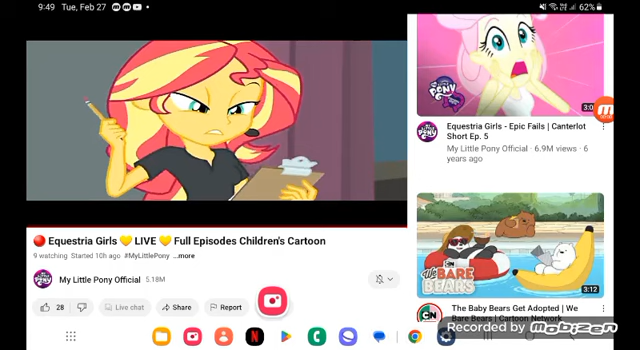 9:49 Tue, Feb 27
62%
🔴 Equestria Girls 💛 LIVE 💛 Full Episodes Children's Cartoon
9 watching Started 10h ago #MyLittlePony ...more
My Little Pony Official 5.18M
28
Live chat
Share
Report
3:0
Equestria Girls - Epic Fails | Canterlot
Short Ep. 5
My Little Pony Official • 6.9M views • 6
years ago
WE BARE
BEARS
3:12
The Baby Bears Get Adopted | We
Bare Bears | Cartoon Network
Recorded by mobizen